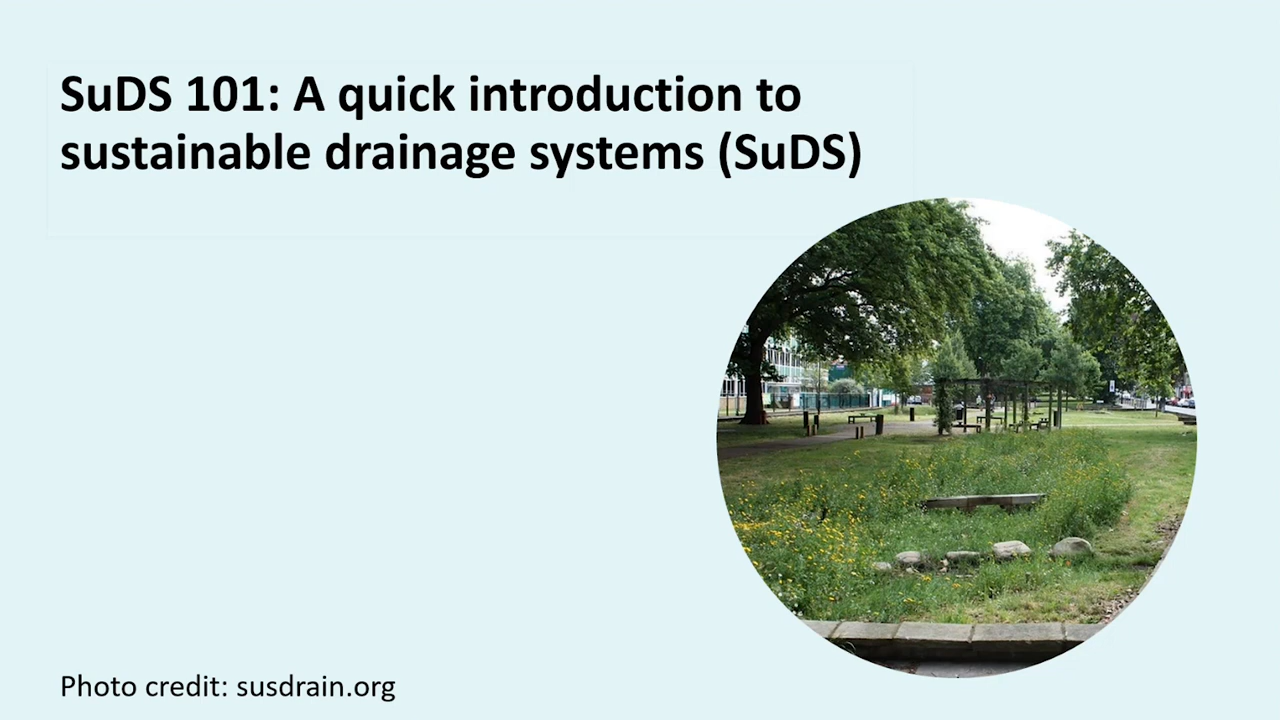 SuDS 101: A quick introduction to
sustainable drainage systems (SuDS)
Photo credit: susdrain.org